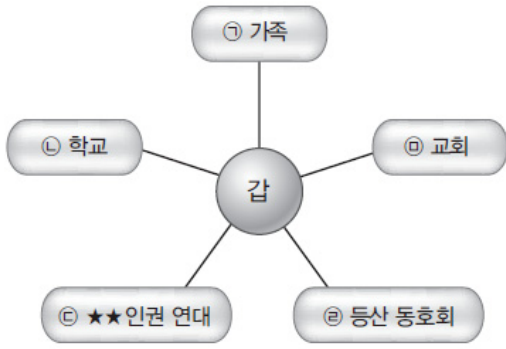 ㉠ 가족
㉡ 학교
㉤ 교회
갑
㉢ ★★인권 연대
㉣ 등산 동호회